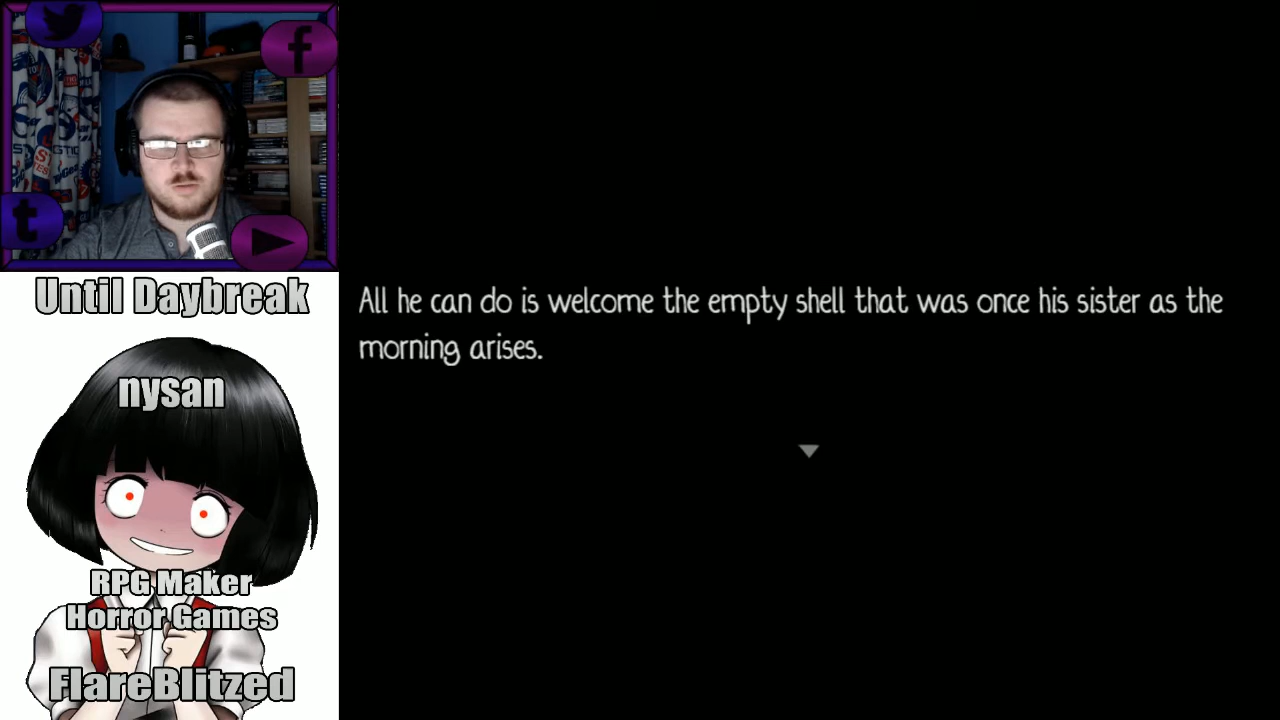 Until Daybreak
nysan
RPG Maker
Horror Games
FlareBlitzed
All he can do is welcome the empty shell that was once his sister as the
morning arises.